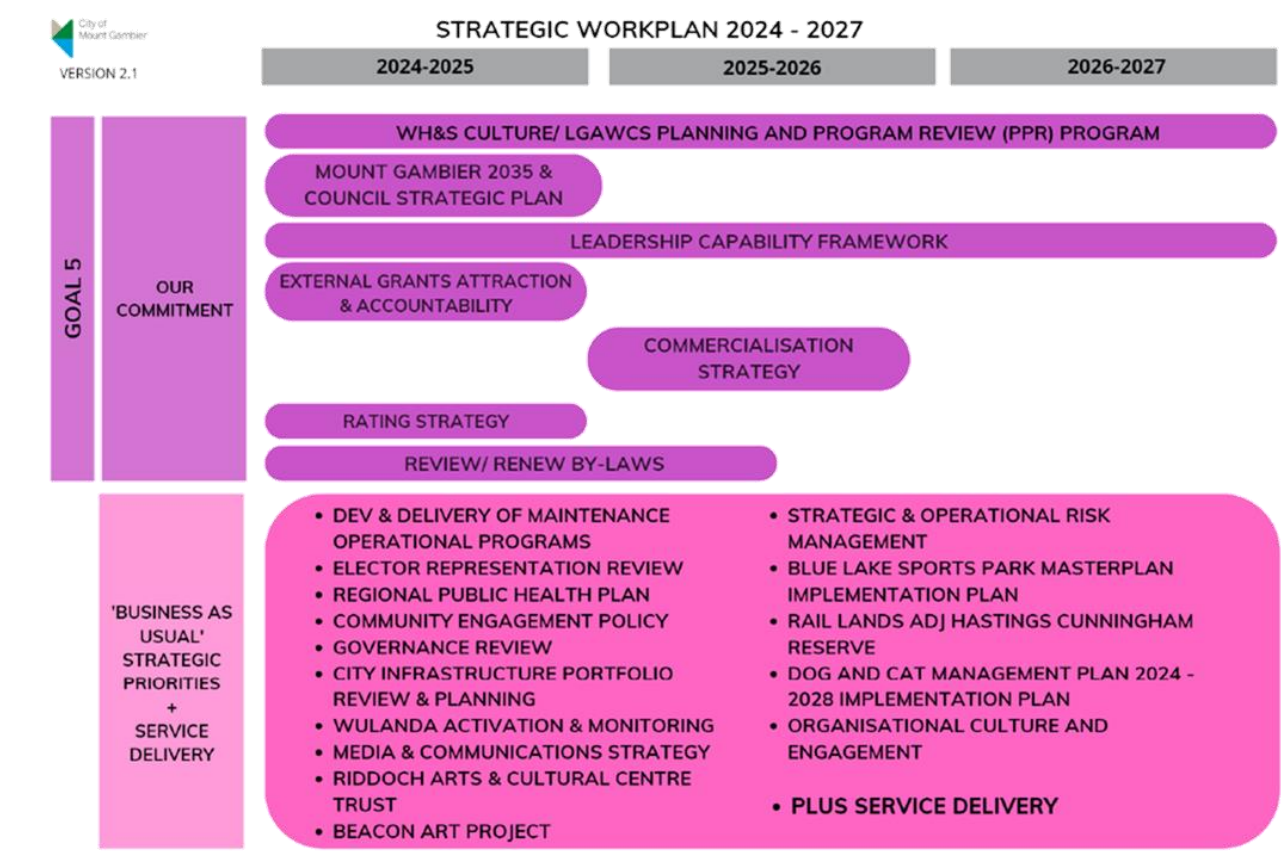 City of
Mount Gambier
VERSION 2.1
STRATEGIC WORKPLAN 2024 - 2027
2024-2025
2025-2026
2026-2027
GOAL 5
OUR
COMMITMENT
WH&S CULTURE/ LGAWCS PLANNING AND PROGRAM REVIEW (PPR) PROGRAM
MOUNT GAMBIER 2035 &
COUNCIL STRATEGIC PLAN
LEADERSHIP CAPABILITY FRAMEWORK
EXTERNAL GRANTS ATTRACTION
& ACCOUNTABILITY
COMMERCIALISATION
STRATEGY
RATING STRATEGY
REVIEW/ RENEW BY-LAWS
'BUSINESS AS
USUAL'
STRATEGIC
PRIORITIES
+
SERVICE
DELIVERY
• DEV & DELIVERY OF MAINTENANCE
OPERATIONAL PROGRAMS
• ELECTOR REPRESENTATION REVIEW
• REGIONAL PUBLIC HEALTH PLAN
• COMMUNITY ENGAGEMENT POLICY
• GOVERNANCE REVIEW
• CITY INFRASTRUCTURE PORTFOLIO
REVIEW & PLANNING
• WULANDA ACTIVATION & MONITORING
• MEDIA & COMMUNICATIONS STRATEGY
• RIDDOCH ARTS & CULTURAL CENTRE
TRUST
• BEACON ART PROJECT
• STRATEGIC & OPERATIONAL RISK
MANAGEMENT
• BLUE LAKE SPORTS PARK MASTERPLAN
IMPLEMENTATION PLAN
• RAIL LANDS ADJ HASTINGS CUNNINGHAM
RESERVE
• DOG AND CAT MANAGEMENT PLAN 2024 -
2028 IMPLEMENTATION PLAN
• ORGANISATIONAL CULTURE AND
ENGAGEMENT
• PLUS SERVICE DELIVERY